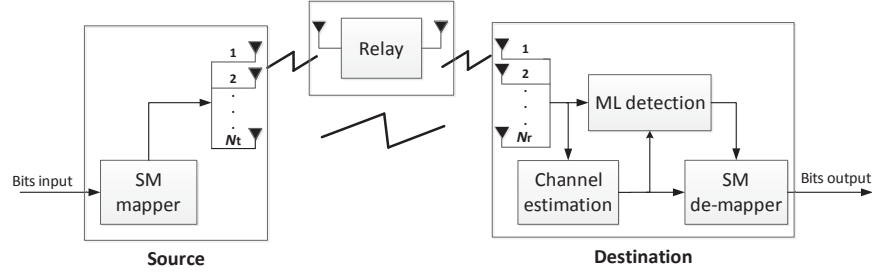 Bits input
SM
mapper
1
2
Nt
Source
Relay
1
2
Nr
ML detection
Channel
estimation
SM
de-mapper
Bits output
Destination